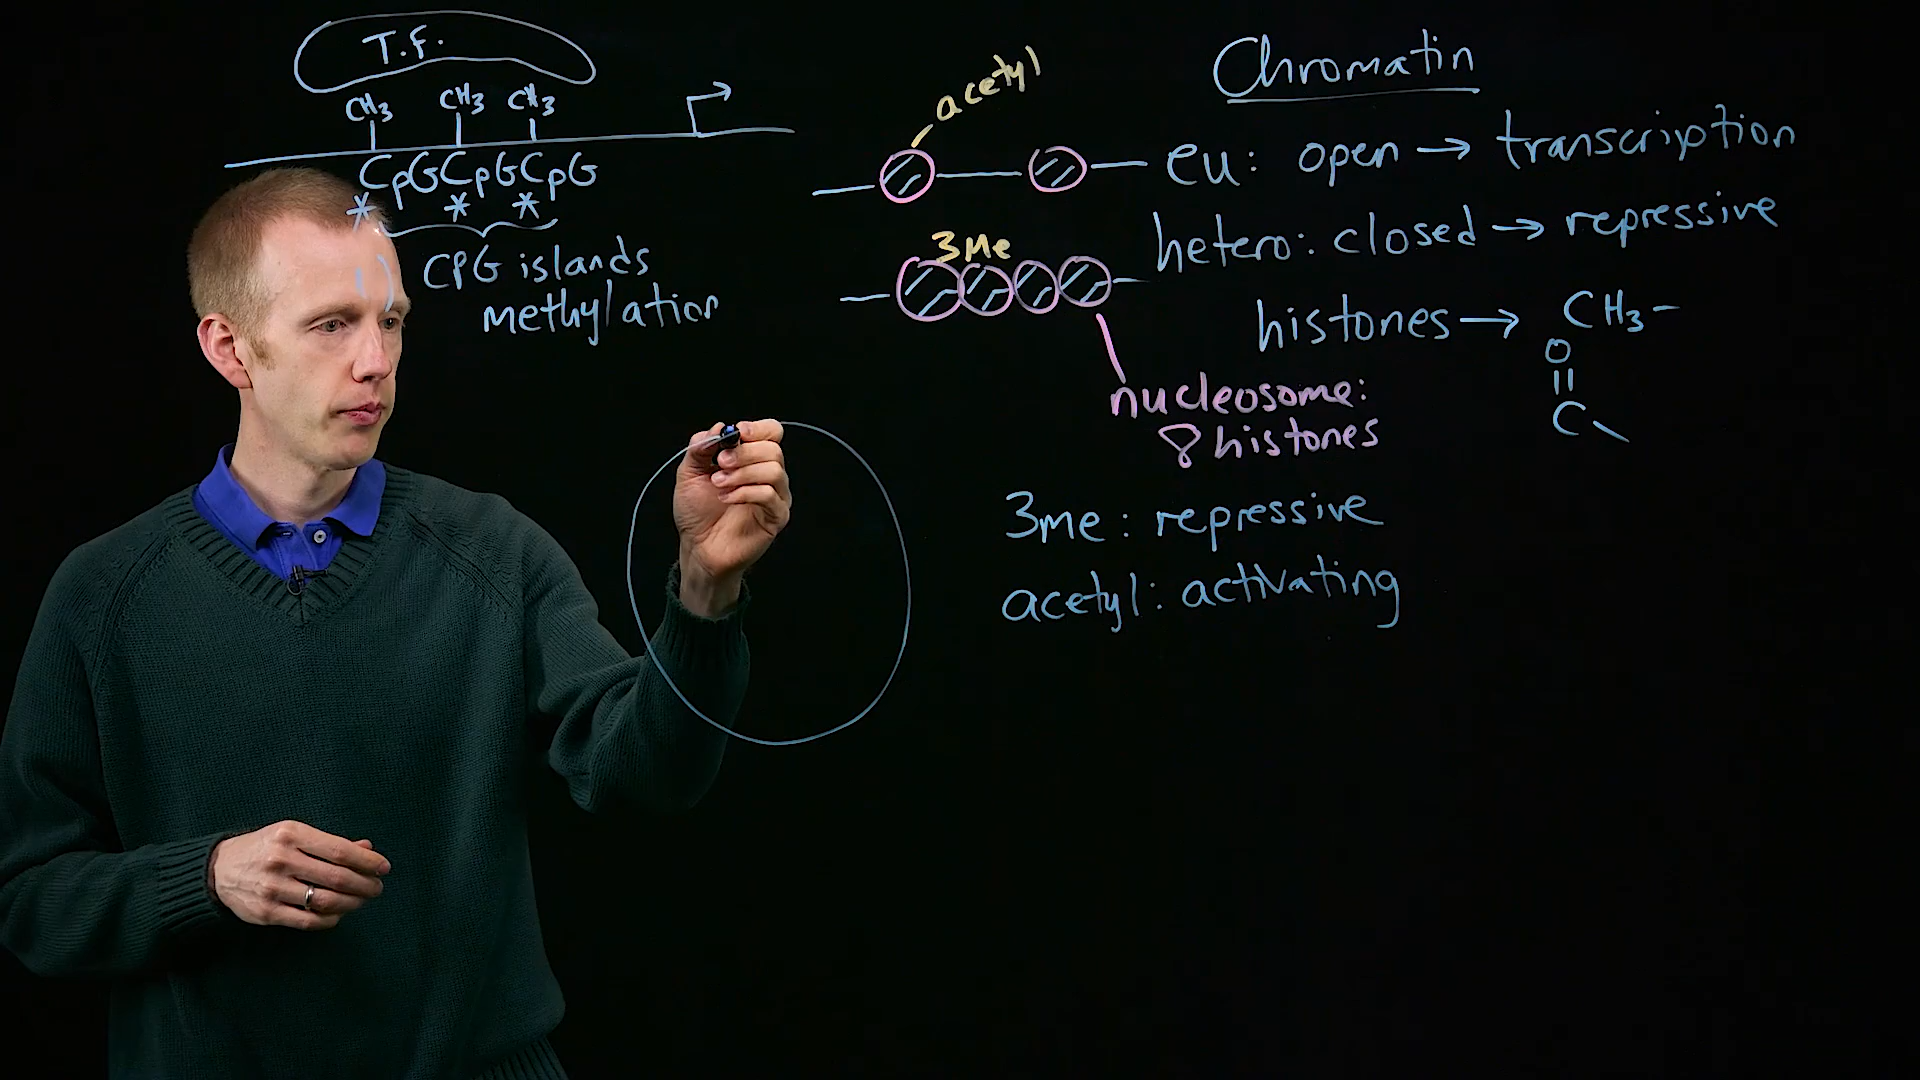 T.F.
CH3 CH3 CH3
CpGCpGCpG
* * *
1) CPG islands
methylation
acetyl
3Me
Chromatin
eu: open → transcription
hetero: closed → repressive
histones → CH3-
O
C
nucleosome:
8 histones
3me: repressive
acetyl: activating